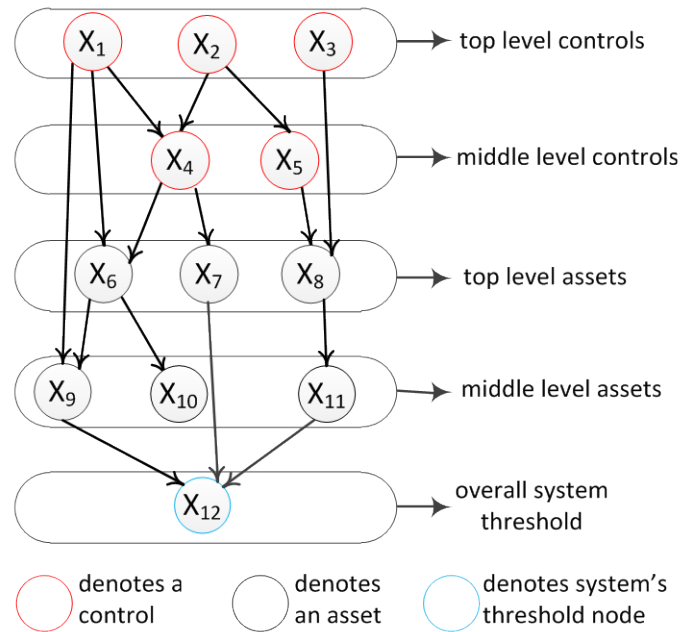 X1 X2 X3 top level controls
X4 X5 middle level controls
X6 X7 X8 top level assets
X9 X10 X11 middle level assets
X12 overall system
threshold
denotes a denotes denotes system's
control an asset threshold node